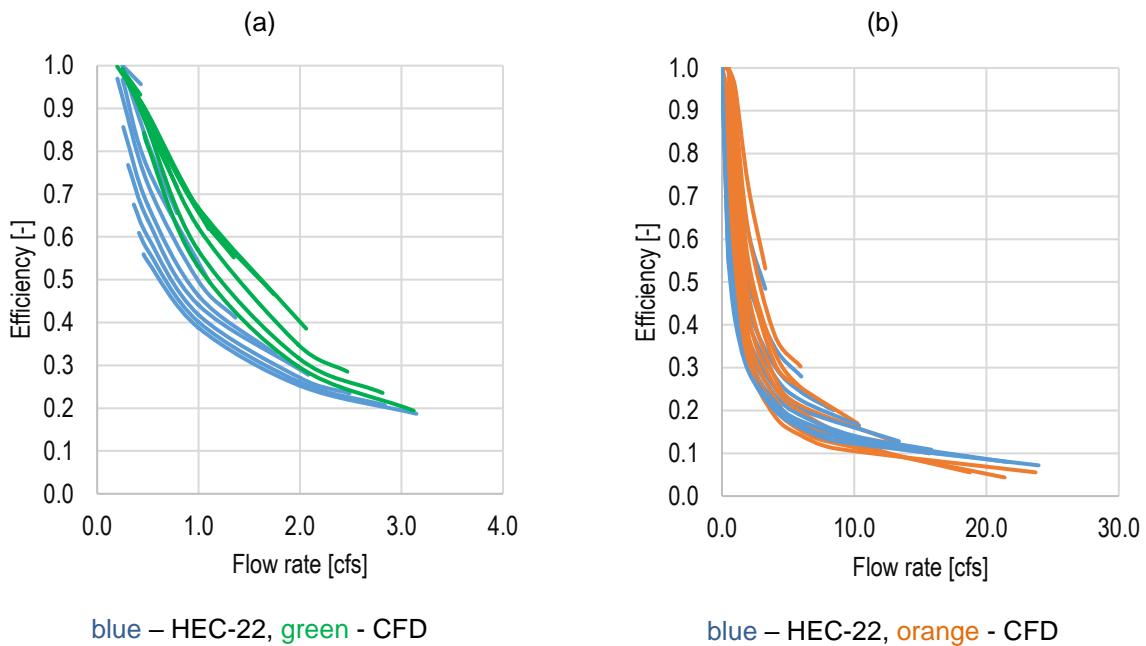 (a)
Efficiency [-]
1.0
0.9
0.8
0.7
0.6
0.5
0.4
0.3
0.2
0.1
0.0
0.0 1.0 2.0 3.0 4.0
Flow rate [cfs]
blue – HEC-22, green - CFD
(b)
Efficiency [-]
1.0
0.9
0.8
0.7
0.6
0.5
0.4
0.3
0.2
0.1
0.0
0.0 10.0 20.0 30.0
Flow rate [cfs]
blue – HEC-22, orange - CFD